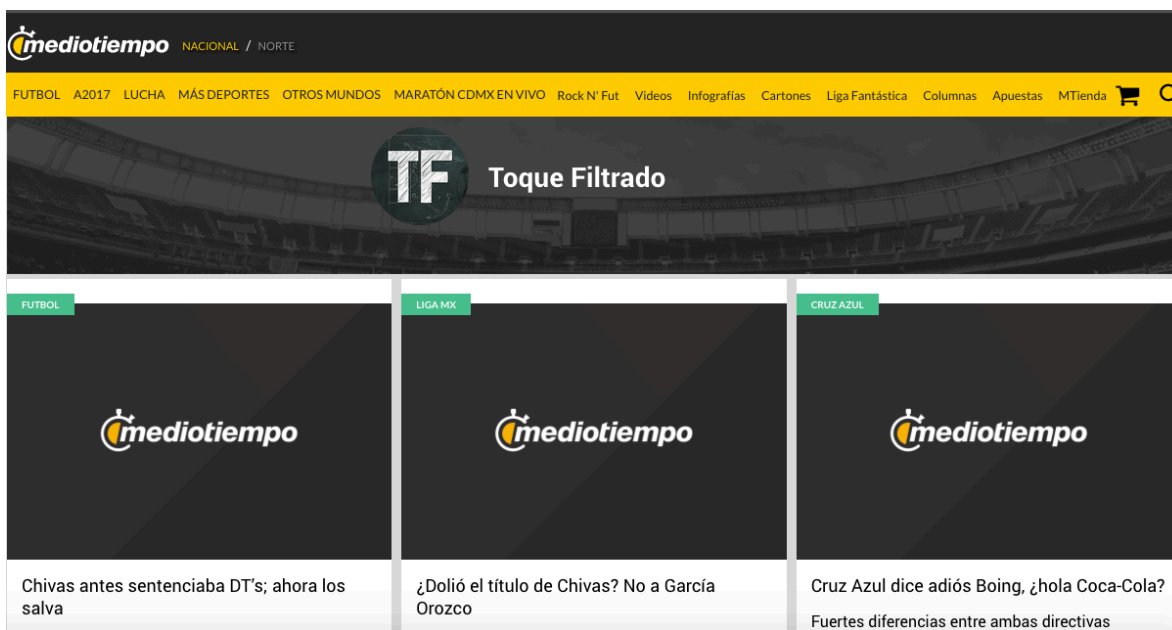 mediotiempo NACIONAL / NORTE
FUTBOL A2017 LUCHA MÁS DEPORTES OTROS MUNDOS MARATÓN CDMX EN VIVO Rock N' Fut Videos Infografías Cartones Liga Fantástica Columnas Apuestas MTienda
TF Toque Filtrado
FUTBOL
mediotiempo
Chivas antes sentenciaba DT's; ahora los
salva
LIGA MX
mediotiempo
¿Dolió el título de Chivas? No a García
Orozco
CRUZ AZUL
mediotiempo
Cruz Azul dice adiós Boing, ¿hola Coca-Cola?
Fuertes diferencias entre ambas directivas